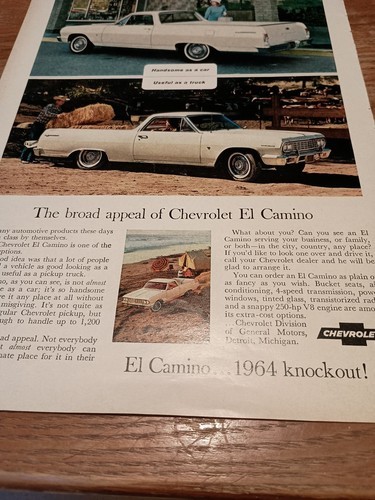 Handsome as a car
Useful as a truck
The broad appeal of Chevrolet El Camino
any automotive products these days
class by themselves.
Chevrolet El Camino is one of the
ptions.
od idea was that a lot of people
a vehicle as good looking as a
useful as a pickup truck.
no, as you can see, is not almost
e as a car; it's so handsome
e it any place at all without
misgiving. It's not quite as
gular Chevrolet pickup, but
ugh to handle up to 1,200
ad appeal. Not everybody
t almost everybody can
nate place for it in their
What about you? Can you see an El
Camino serving your business, or family,
or both—in the city, country, any place?
If you'd like to look one over and drive it,
call your Chevrolet dealer and he will be
glad to arrange it.
You can order an El Camino as plain o
as fancy as you wish. Bucket seats, a
conditioning, 4-speed transmission, pow
windows, tinted glass, transistorized rad
and a snappy 250-hp V8 engine are amo
its extra-cost options.
...Chevrolet Division
of General Motors,
Detroit, Michigan.
CHEVROLE
El Camino...1964 knockout!